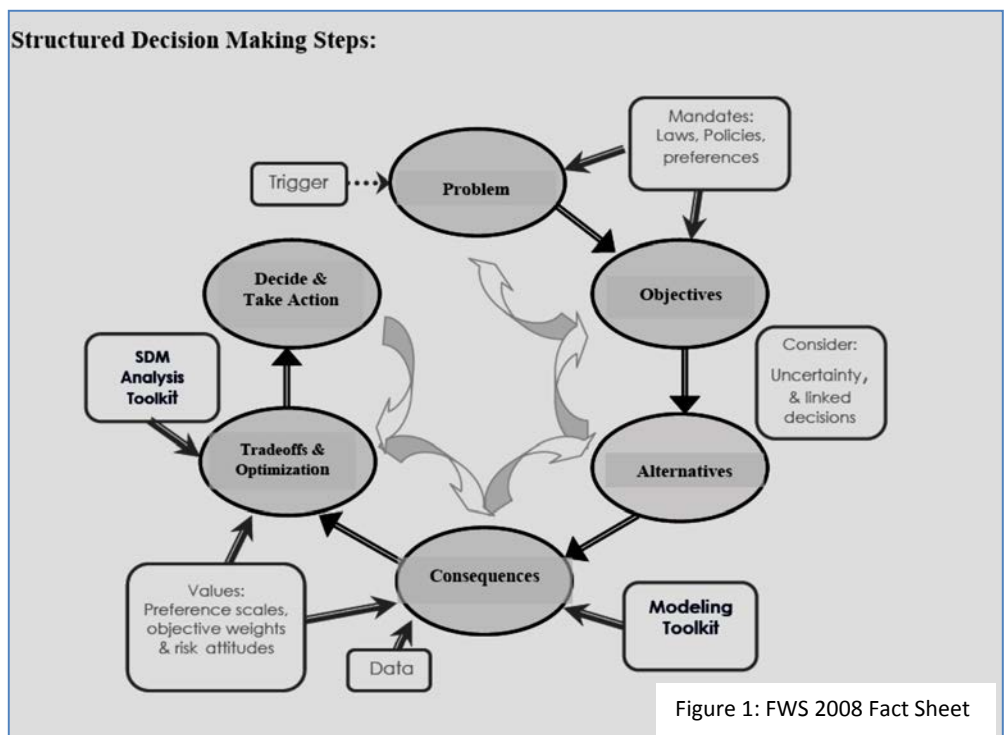 Structured Decision Making Steps:
Mandates:
Laws, Policies,
preferences
Trigger
Problem
Decide &
Take Action
Objectives
SDM
Analysis
Toolkit
Consider:
Uncertainty,
& linked
decisions
Tradeoffs &
Optimization
Alternatives
Consequences
Values:
Preference scales,
objective weights
& risk attitudes
Modeling
Toolkit
Data
Figure 1: FWS 2008 Fact Sheet